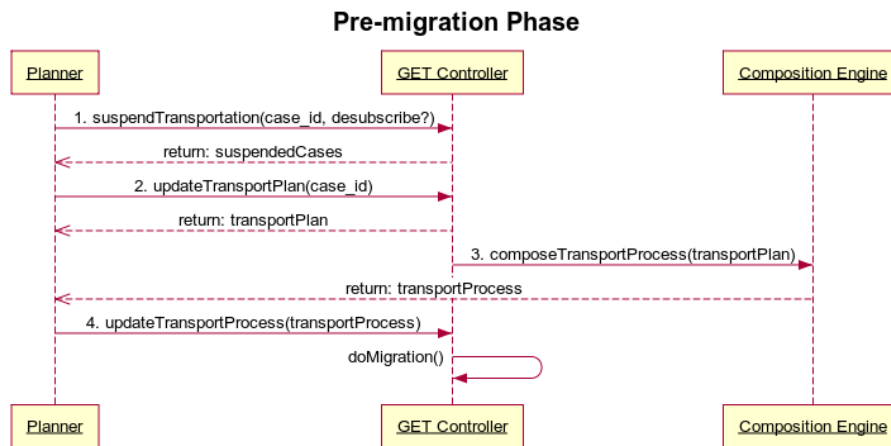 Pre-migration Phase
Planner
GET Controller
Composition Engine
1. suspendTransportation(case_id, desubscribe?)
return: suspendedCases
2. updateTransportPlan(case_id)
return: transportPlan
3. composeTransportProcess(transportPlan)
return: transportProcess
4. updateTransportProcess(transportProcess)
doMigration()
Planner
GET Controller
Composition Engine